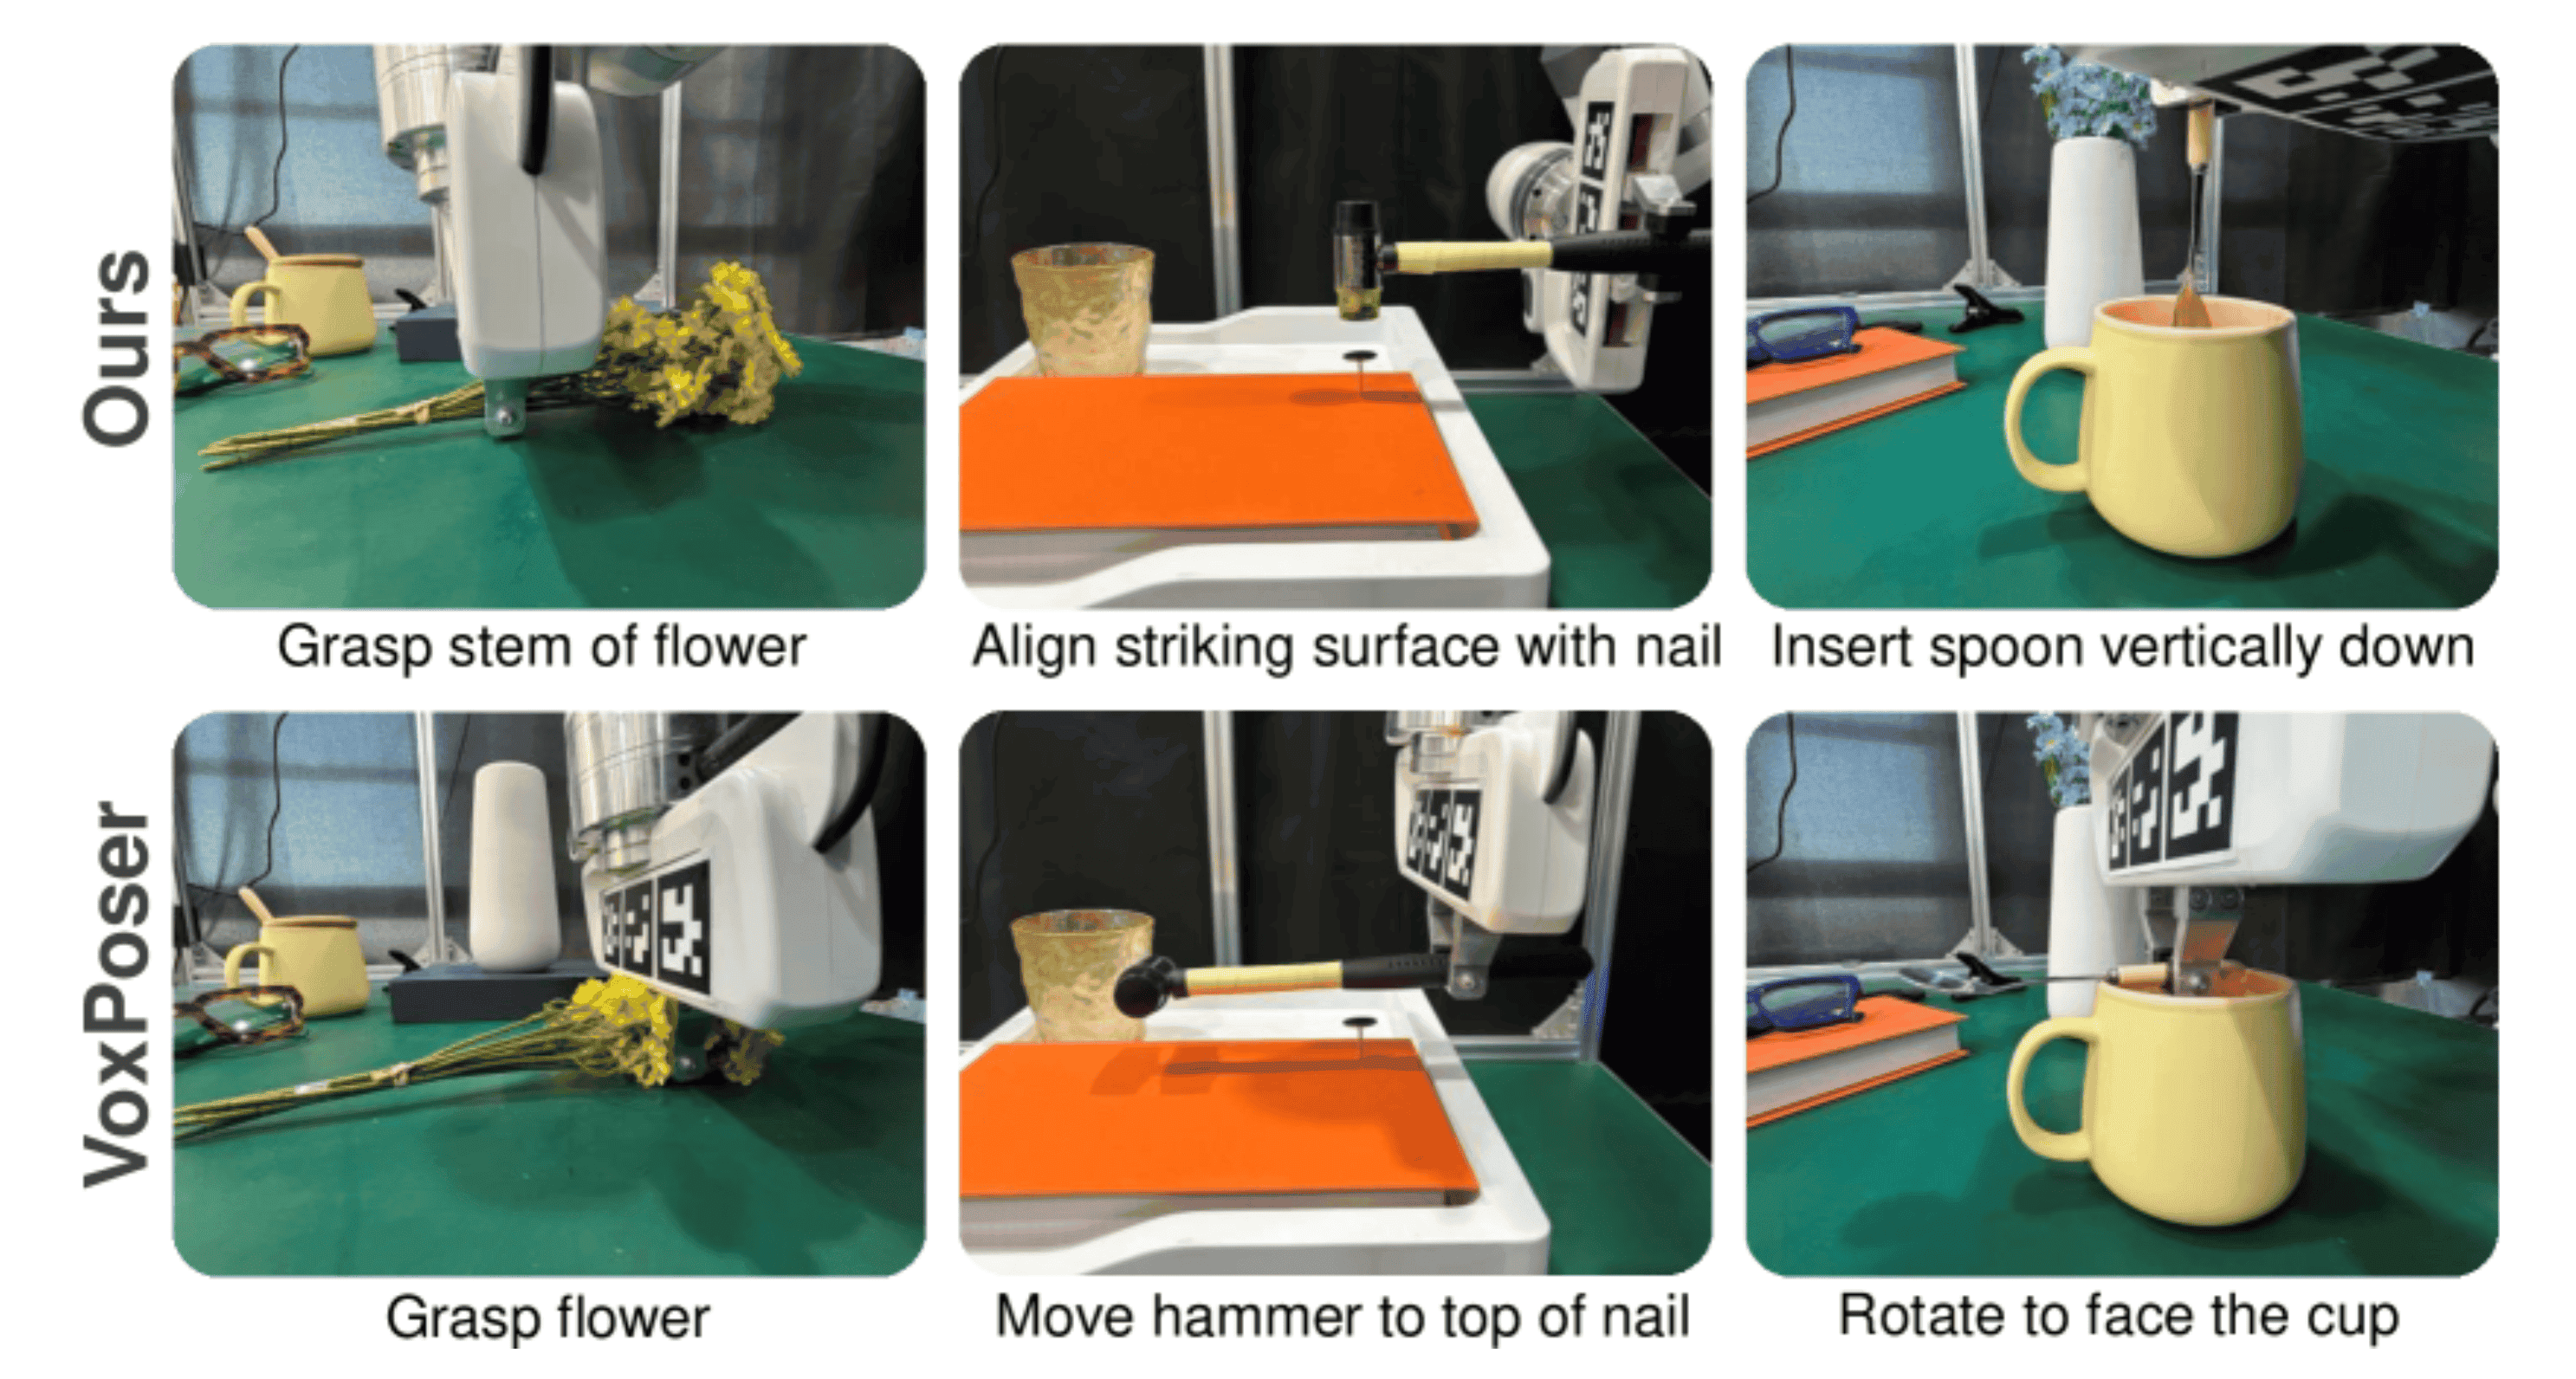 Ours
Grasp stem of flower
Align striking surface with nail
Insert spoon vertically down
VoxPoser
Grasp flower
Move hammer to top of nail
Rotate to face the cup